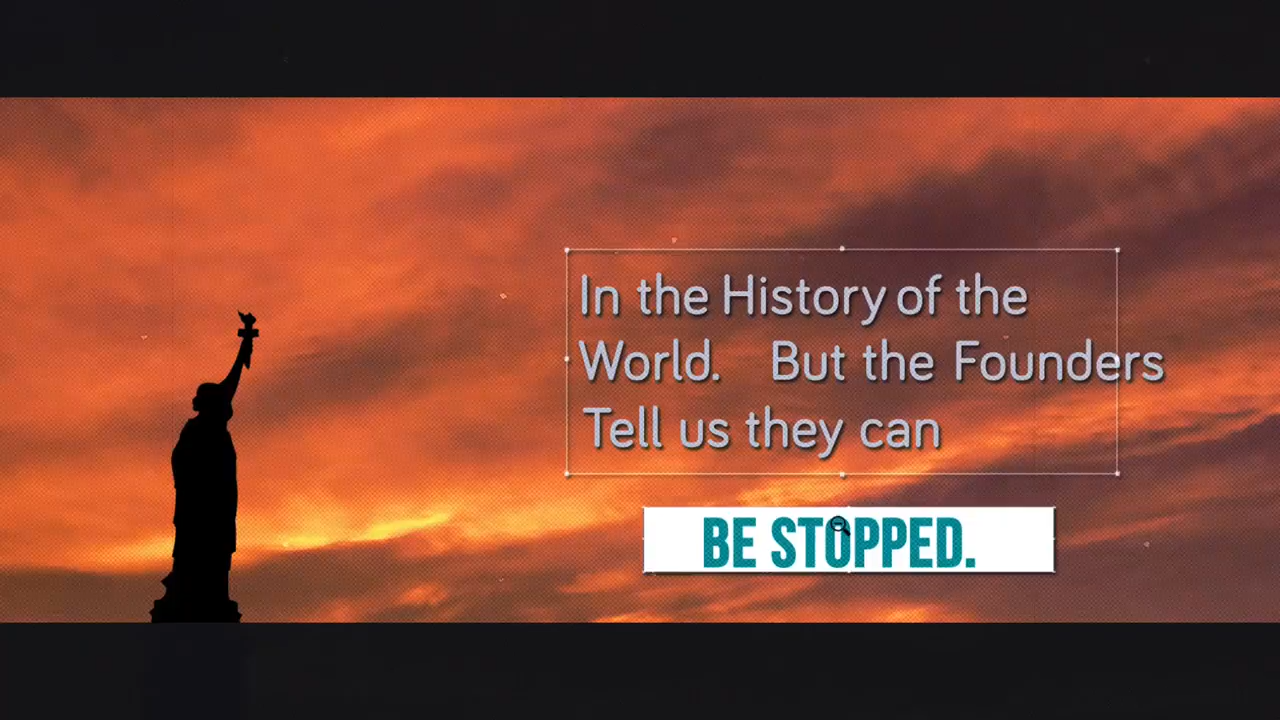 In the History of the
World. But the Founders
Tell us they can
BE STOPPED.